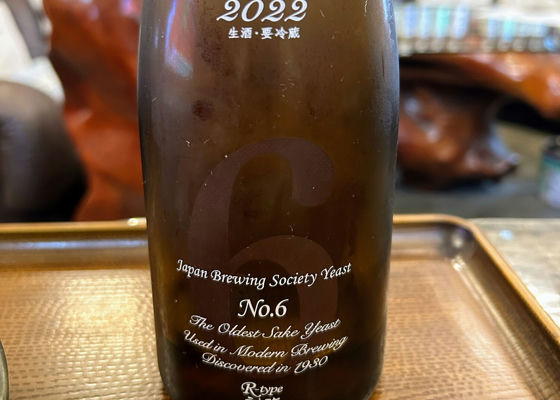 2022
生酒・要冷蔵
6
Japan Brewing Society Yeast
No.6
The Oldest Sake Yeast
Used in Modern Brewing
Discovered in 1930
R-type